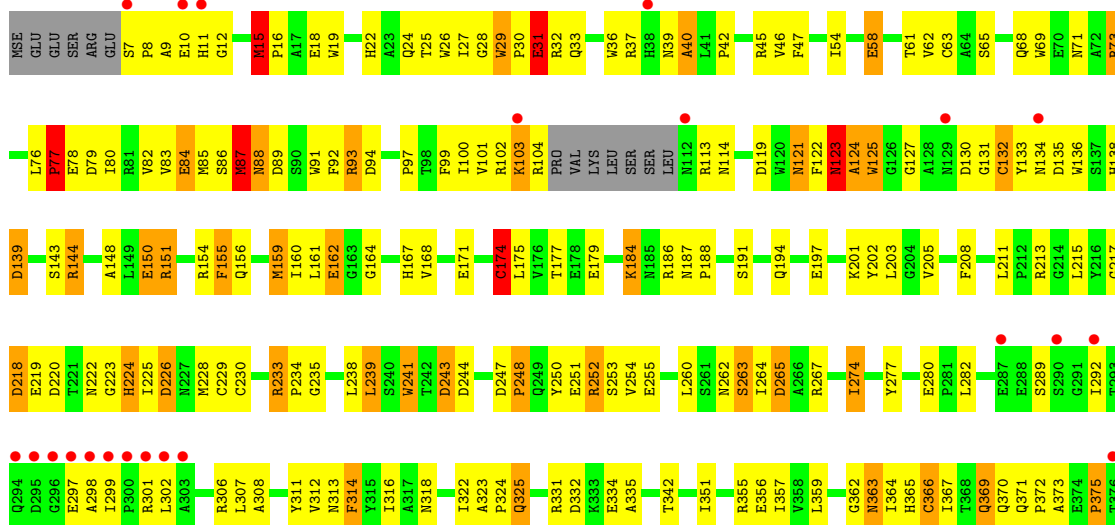 MSE GLU GLU SER ARG GLU S7 P8 A9 E10 H11 G12 M15 P16 A17 E18 W19 H22 A23 Q24 T25 W26 I27 G28 W29 P30 E31 R32 Q33 W36 R37 H38 N39 A40 L41 P42 R45 V46 F47 I54 E58 T61 V62 C63 A64 S65 Q68 W69 E70 N71 A72
L76 P77 E78 D79 I80 R81 V82 V83 E84 M85 S86 M87 N88 D89 S90 W91 F92 R93 D94 P97 T98 F99 I100 V101 R102 K103 R104 PRO VAL LYS LEU SER SER LEU N112 R113 N114 D119 W120 N121 F122 N123 A124 W125 G126 G127 A128 N129 D130 G131 C132 Y133 N134 D135 W136 S137
D139 S143 R144 A148 L149 E150 R151 R154 F155 Q156 M159 I160 L161 E162 G163 G164 H167 V168 E171 C174 L175 V176 T177 E178 E179 K184 N185 R186 N187 P188 S191 Q194 E197 K201 Y202 L203 G204 V205 F208 L211 P212 R213 G214 L215 Y216
D218 E219 D220 T221 N222 G223 H224 I225 D226 N227 M228 C229 C230 R233 P234 G235 L238 L239 S240 W241 T242 D243 D244 D247 P248 Q249 Y250 E251 R252 S253 V254 E255 L260 S261 N262 S263 I264 D265 A266 R267 I274 Y277 E280 P281 L282 E287 E288 S289 S290 G291 I292
Q294 D295 G296 E297 A298 I299 P300 R301 L302 A303 R306 L307 A308 Y311 V312 N313 F314 Y315 I316 A317 N318 I322 A323 P324 Q325 R331 D332 K333 E334 A335 T342 I351 R355 E356 I357 V358 L359 G362 N363 I364 H365 C366 I367 T368 Q369 Q370 Q371 P372 A373 E374 P375